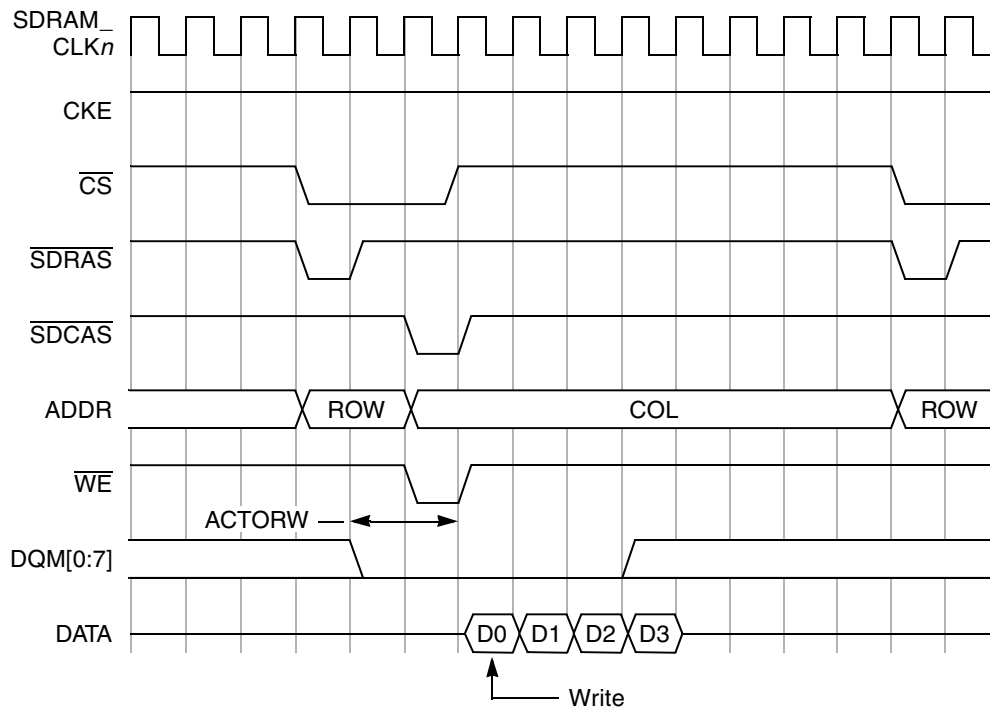 SDRAM_
CLKn
CKE
CS
SDRAS
SDCAS
ADDR ROW COL ROW
WE
ACTORW
DQM[0:7]
DATA D0 D1 D2 D3
Write